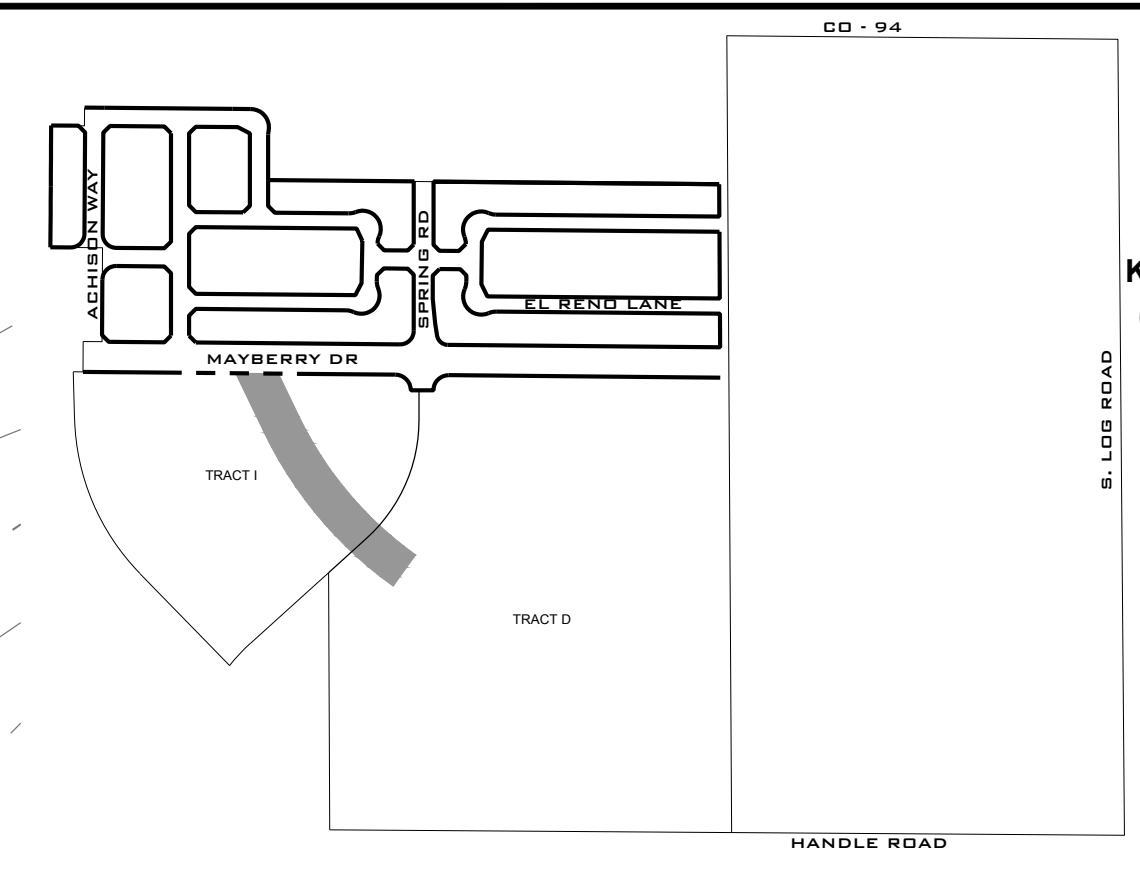 CO - 94
ACHISON WAY
SPRING RD
EL RENO LANE
MAYBERRY DR
S. LOG ROAD
TRACT I
TRACT D
HANDLE ROAD
K